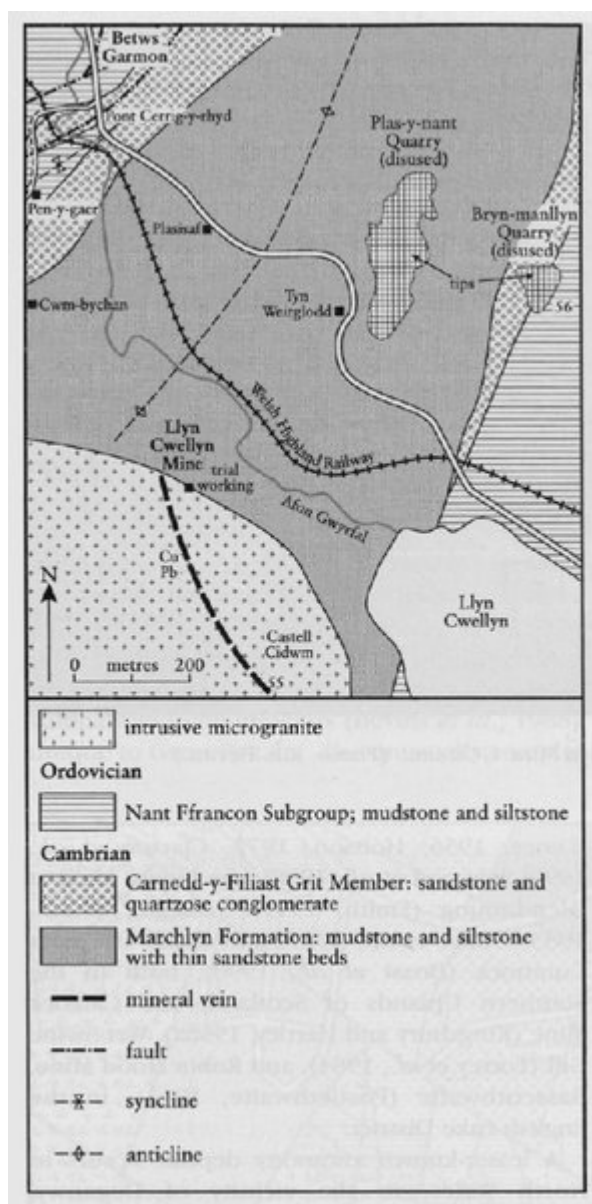 Betws
Garmon
Pont Cerrig-y-rhyd
Plas-y-nant
Quarry
(disused)
Pen-y-gaer
Plasisaf
Bryn-manllyn
Quarry
(disused)
tips
56
Cwm-bychan
Tyn
Weirglodd
Llyn
Cwellyn
Mine
trial
working
Welsh Highland Railway
Afon Gwyrfai
Cu
Pb
N
0 metres 200
Castell
Cidwm
55
Llyn
Cwellyn
intrusive microgranite
Ordovician
Nant Ffrancon Subgroup; mudstone and siltstone
Cambrian
Carnedd-y-Filiast Grit Member: sandstone and
quartzose conglomerate
Marchlyn Formation: mudstone and siltstone
with thin sandstone beds
mineral vein
fault
syncline
anticline